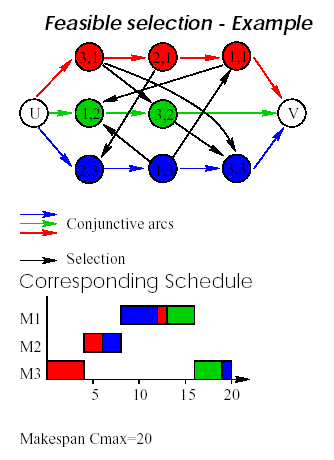 Feasible selection - Example
3,1 2,1 1,1
U 1,2 3,2 V
2,3 1,3 3,3
Conjunctive arcs
Selection
Corresponding Schedule
M1
M2
M3
5 10 15 20
Makespan Cmax=20